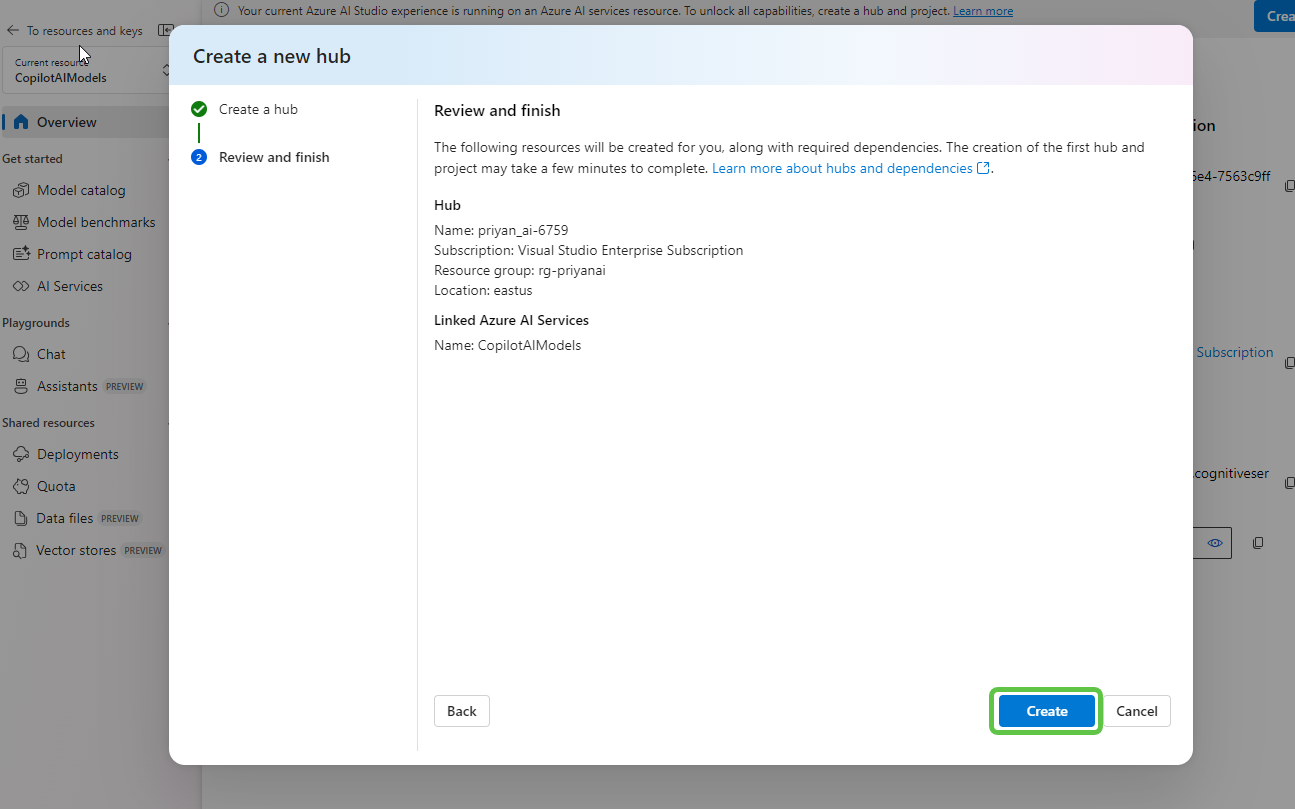 Your current Azure AI Studio experience is running on an Azure AI services resource. To unlock all capabilities, create a hub and project. Learn more
Crea
To resources and keys
Current resource
CopilotAIModels
Overview
Get started
Model catalog
Model benchmarks
Prompt catalog
AI Services
Playgrounds
Chat
Assistants PREVIEW
Shared resources
Deployments
Quota
Data files PREVIEW
Vector stores PREVIEW
Create a new hub
Create a hub
2 Review and finish
Review and finish
The following resources will be created for you, along with required dependencies. The creation of the first hub and
project may take a few minutes to complete. Learn more about hubs and dependencies.
Hub
Name: priyan_ai-6759
Subscription: Visual Studio Enterprise Subscription
Resource group: rg-priyanai
Location: eastus
Linked Azure AI Services
Name: CopilotAIModels
Back
Create
Cancel
ion
6e4-7563c9ff
Subscription
.cognitiveser